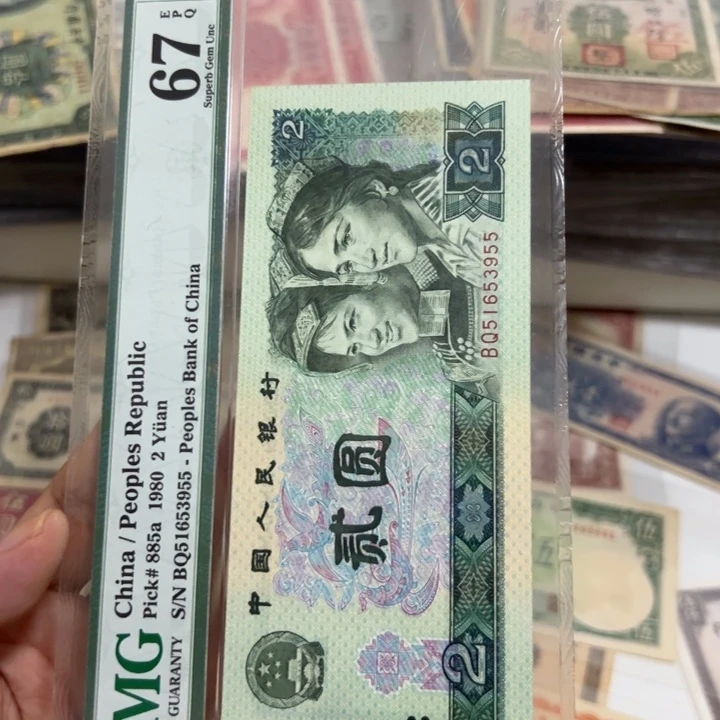 China / Peoples Republic
Pick# 885a 1980 2 Yüan
S/N BQ51653955 - Peoples Bank of China
MG
GUARANTY
67
EPQ
Superb Gem Unc
中国人民银行
贰圆
2
2
2
BQ51653955